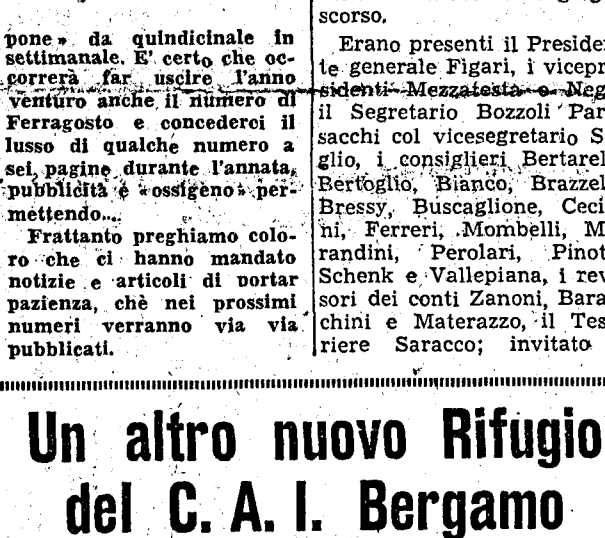 pone» da quindicinale in
settimanale. E' certo che oc-
correrà far uscire l'anno
venturo anche il numero di
Ferragosto e concederci il
lusso di qualche numero a
sei pagine durante l'annata,
pubblicità e «ossigeno» per-
mettendo...
Frattanto preghiamo colo-
ro che ci hanno mandato
notizie e articoli di portar
pazienza, chè nei prossimi
numeri verranno via via
pubblicati.
scorso.
Erano presenti il Preside
te generale Figari, i vicepr
sidenti Mezzatesta e Neg
il Segretario Bozzoli Par
sacchi col vicesegretario S
glio, i consiglieri Bertarel
Bertoglio, Bianco, Brazzel
Bressy, Buscaglione, Ceci
ni, Ferreri, Mombelli, M
randini, Perolari, Pinot
Schenk e Vallepiana, i rev
sori dei conti Zanoni, Bara
chini e Materazzo, il Tes
riere Saracco; invitato
Un altro nuovo Rifugio
del C. A. I. Bergamo